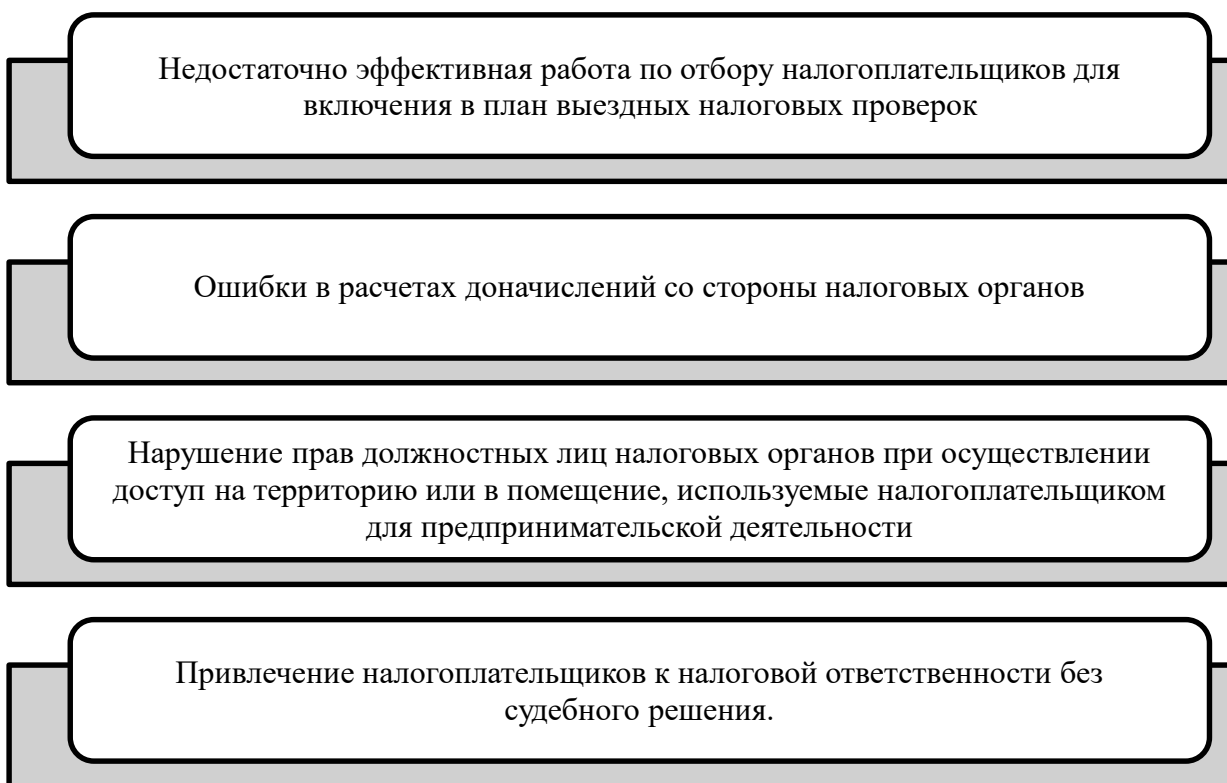 Недостаточно эффективная работа по отбору налогоплательщиков для
включения в план выездных налоговых проверок
Ошибки в расчетах доначислений со стороны налоговых органов
Нарушение прав должностных лиц налоговых органов при осуществлении
доступ на территорию или в помещение, используемые налогоплательщиком
для предпринимательской деятельности
Привлечение налогоплательщиков к налоговой ответственности без
судебного решения.